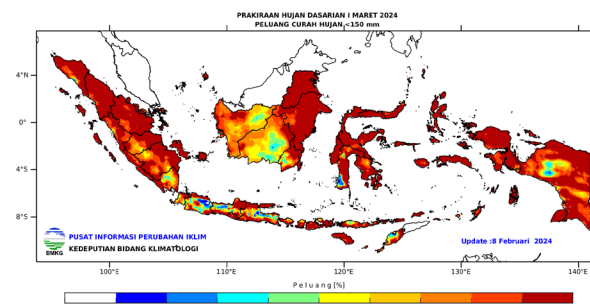 PRAKIRAAN HUJAN DASARIAN I MARET 2024
PELUANG CURAH HUJAN <150 mm
4°N
0°
4°S
8°S
PUSAT INFORMASI PERUBAHAN IKLIM
KEDEPUTIAN BIDANG KLIMATOLOGI
BMKG
Update :8 Februari 2024
100°E
110°E
120°E
130°E
140°E
Peluang [%]